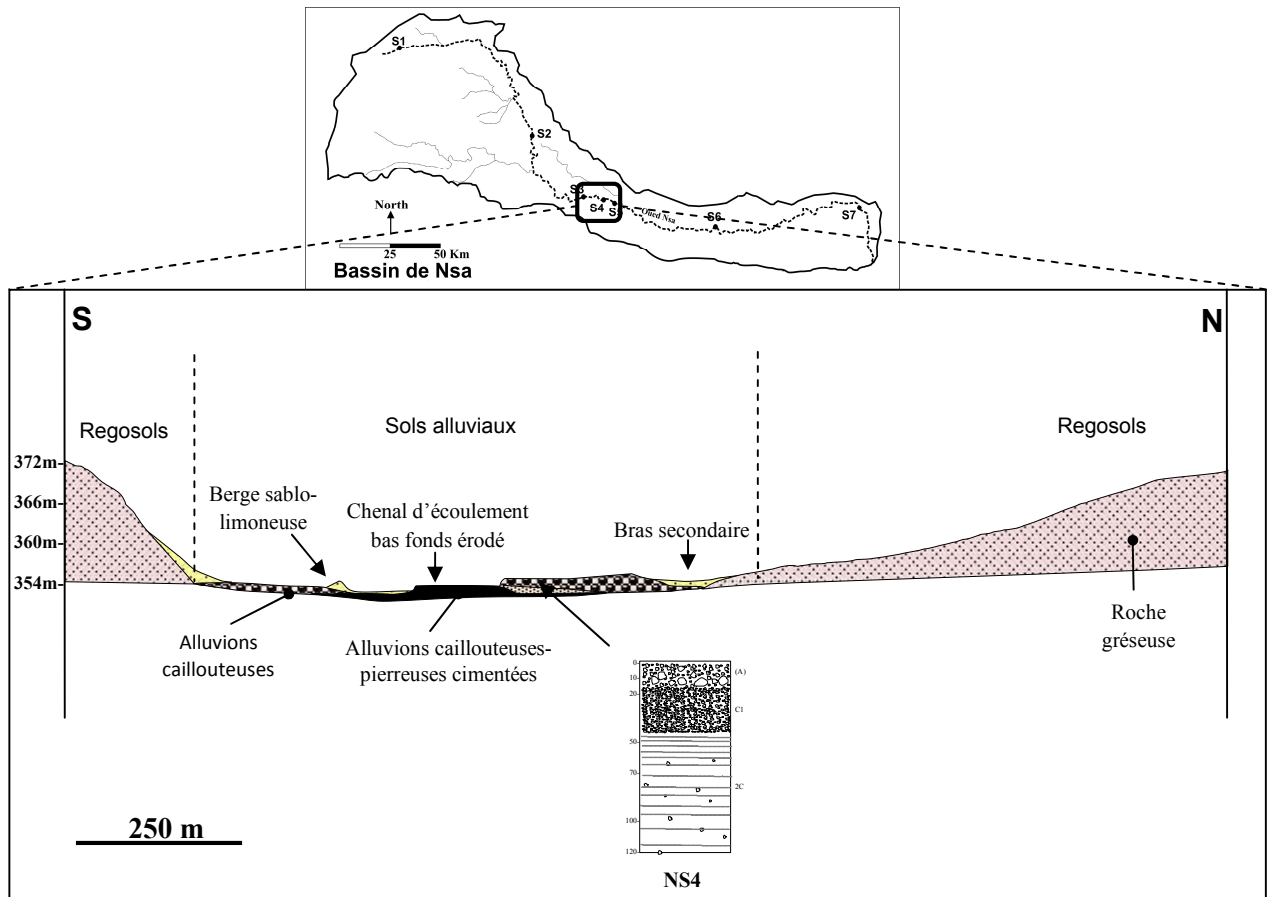 S1
S2
S3
S4
S5
Oued Nsa
S6
S7
North
25 50 Km
Bassin de Nsa
S
N
Regosols
Sols alluviaux
Regosols
372m
366m
360m
354m
Berge sablo-
limoneuse
Chenal d'écoulement
bas fonds érodé
Bras secondaire
Alluvions
caillouteuses
Alluvions caillouteuses-
pierreuses cimentées
Roche
gréseuse
0
10
20
50
70
100
120
(A)
C1
2C
250 m
NS4